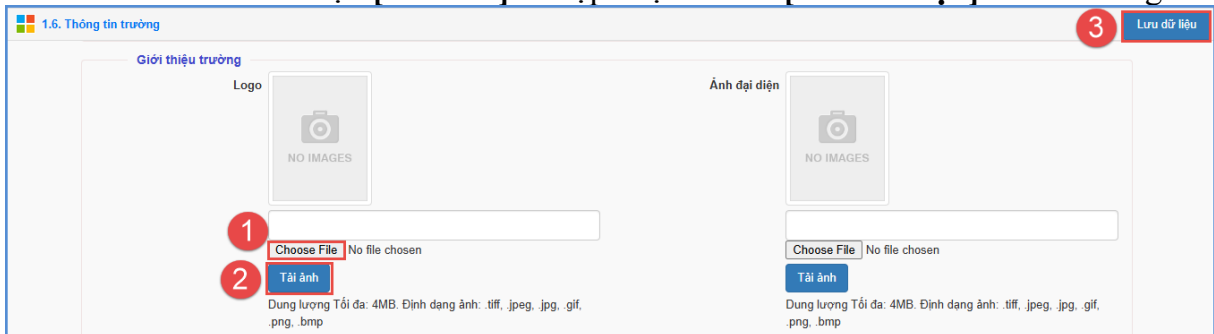 1.6. Thông tin trường
3
Lưu dữ liệu
Giới thiệu trường
Logo
NO IMAGES
1
Choose File No file chosen
2
Tải ảnh
Dung lượng Tối đa: 4MB. Định dạng ảnh: .tiff, .jpeg, .jpg, .gif,
.png, .bmp
Ảnh đại diện
NO IMAGES
Choose File No file chosen
Tải ảnh
Dung lượng Tối đa: 4MB. Định dạng ảnh: .tiff, .jpeg, .jpg, .gif,
.png, .bmp